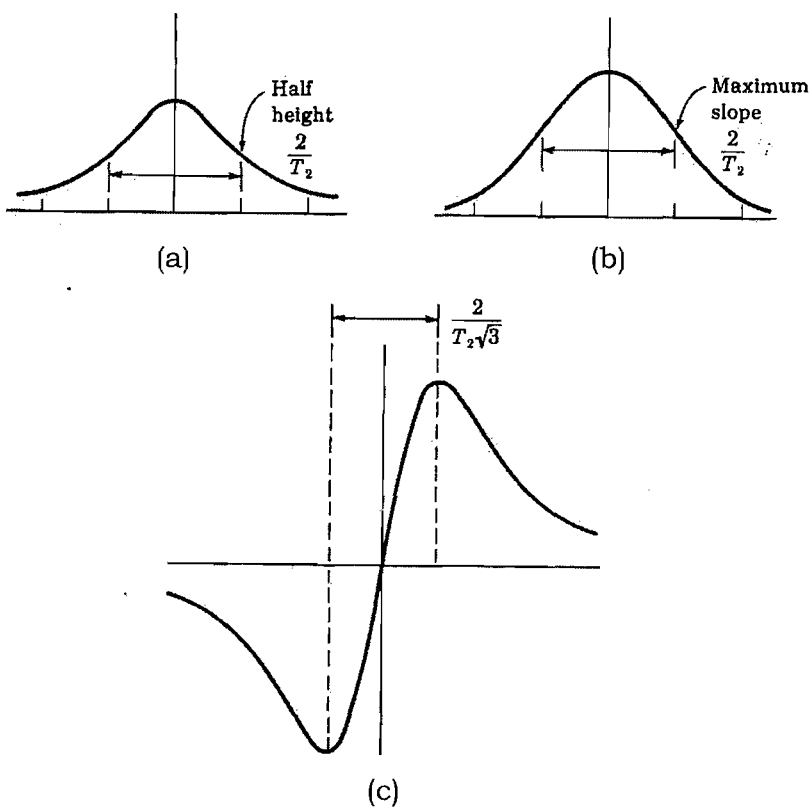 Half
height
2/T₂
(a)
Maximum
slope
2/T₂
(b)
2/T₂√3
(c)